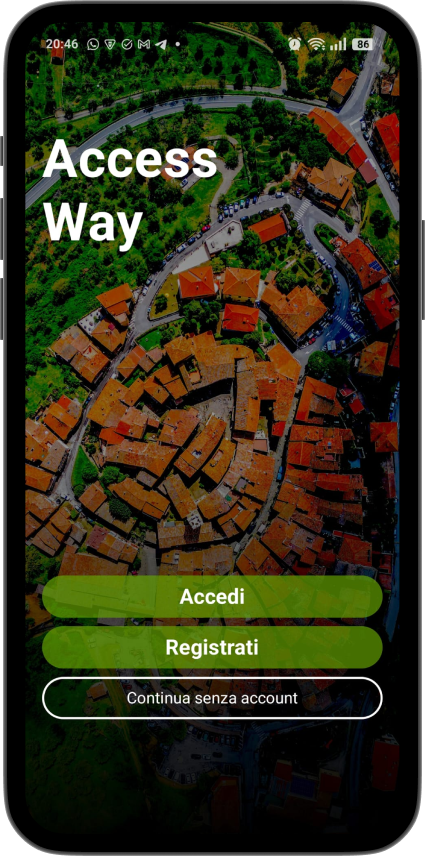 20:46 86
Access
Way
Accedi
Registrati
Continua senza account